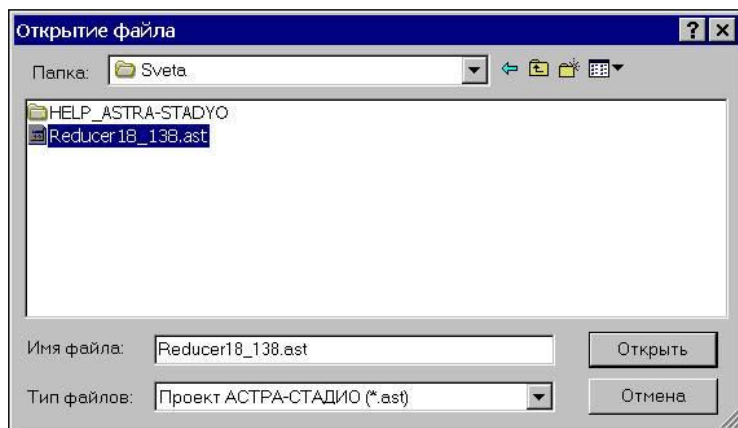 Открытие файла
Папка: Sveta
HELP_ASTRA-STADYO
Reducer18_138.ast
Имя файла: Reducer18_138.ast Открыть
Тип файлов: Проект АСТРА-СТАДИО (*.ast) Отмена